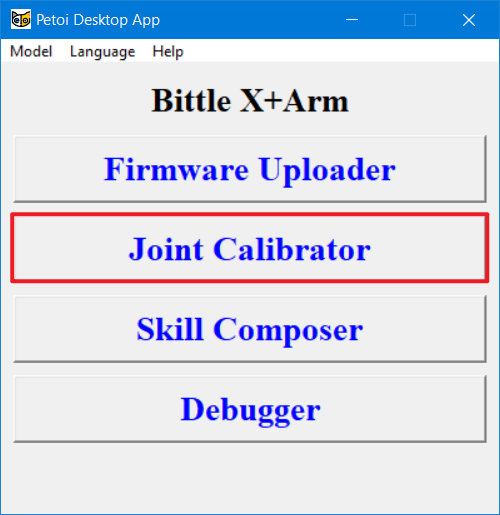 Petoi Desktop App
Model Language Help
Bittle X+Arm
Firmware Uploader
Joint Calibrator
Skill Composer
Debugger